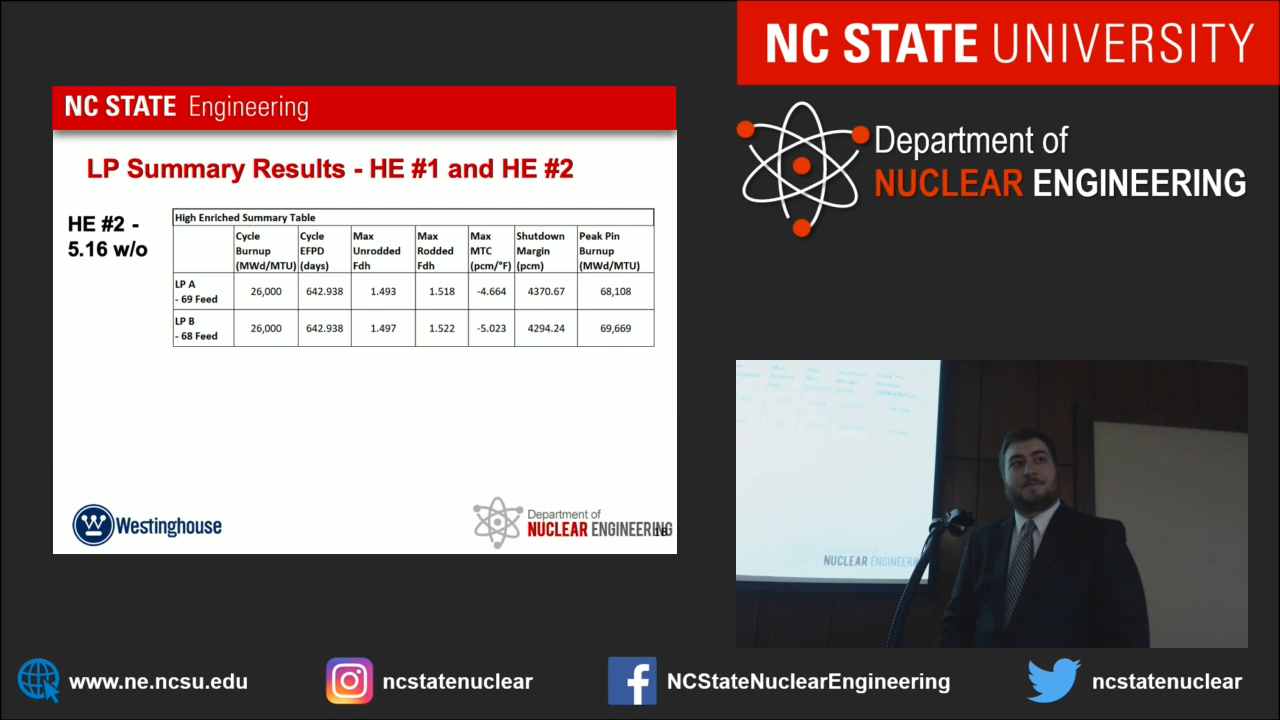 NC STATE UNIVERSITY
Department of
NUCLEAR ENGINEERING
NC STATE Engineering
LP Summary Results - HE #1 and HE #2
HE #2 -
5.16 w/o
High Enriched Summary Table
Cycle Burnup (MWd/MTU) Cycle EFPD (days) Max Unrodded Fdh Max Rodded Fdh Max MTC (pcm/°F) Shutdown Margin (pcm) Peak Pin Burnup (MWd/MTU)
LP A - 69 Feed 26,000 642.938 1.493 1.518 -4.664 4370.67 68,108
LP B - 68 Feed 26,000 642.938 1.497 1.522 -5.023 4294.24 69,669
Westinghouse
Department of
NUCLEAR ENGINEERING
18
NUCLEAR ENGINEERI
www.ne.ncsu.edu
ncstatenuclear
NCStateNuclearEngineering
ncstatenuclear